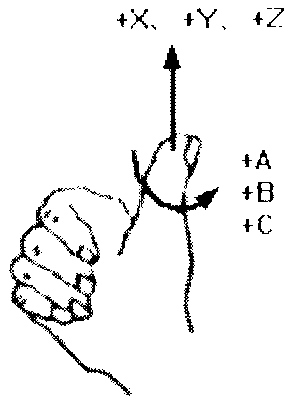 +X、 +Y、 +Z
+A
+B
+C